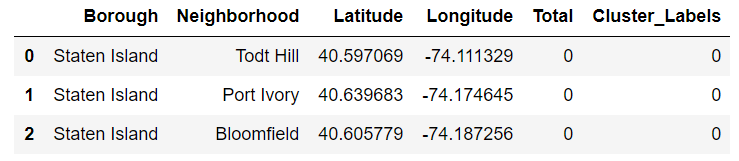 Borough Neighborhood Latitude Longitude Total Cluster_Labels
0 Staten Island Todt Hill 40.597069 -74.111329 0 0
1 Staten Island Port Ivory 40.639683 -74.174645 0 0
2 Staten Island Bloomfield 40.605779 -74.187256 0 0